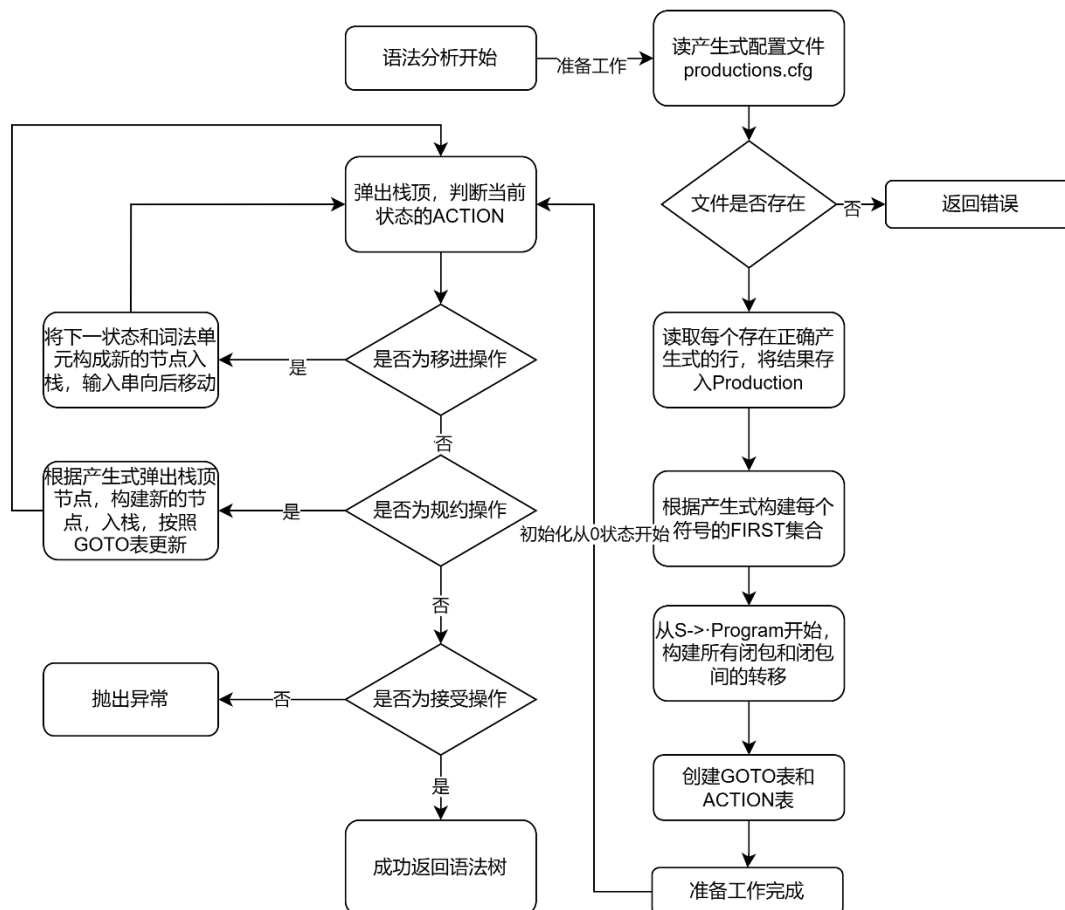 语法分析开始
准备工作
读产生式配置文件
productions.cfg
文件是否存在
否
返回错误
读取每个存在正确产
生式的行，将结果存
入Production
根据产生式构建每个
符号的FIRST集合
从S->·Program开始，
构建所有闭包和闭包
间的转移
创建GOTO表和
ACTION表
准备工作完成
初始化从0状态开始
弹出栈顶，判断当前
状态的ACTION
是否为移进操作
是
将下一状态和词法单
元构成新的节点入
栈，输入串向后移动
否
是否为规约操作
是
根据产生式弹出栈顶
节点，构建新的节
点，入栈，按照
GOTO表更新
否
是否为接受操作
否
抛出异常
是
成功返回语法树